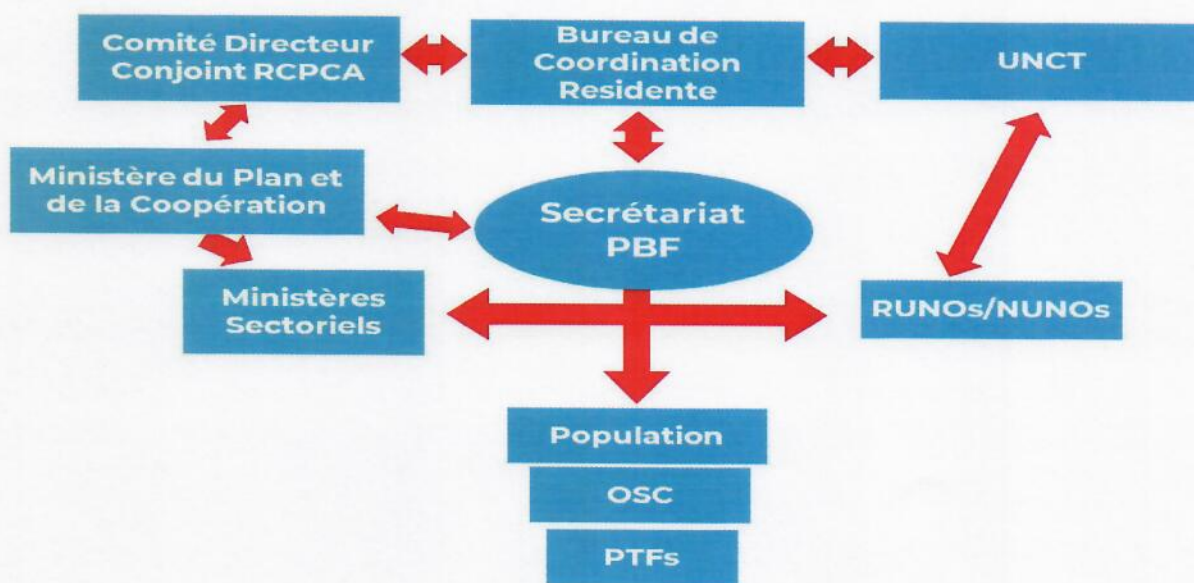 Comité Directeur
Conjoint RCPCA
Bureau de
Coordination
Residente
UNCT
Ministère du Plan et
de la Coopération
Secrétariat
PBF
Ministères
Sectoriels
RUNOs/NUNOs
Population
OSC
PTFs